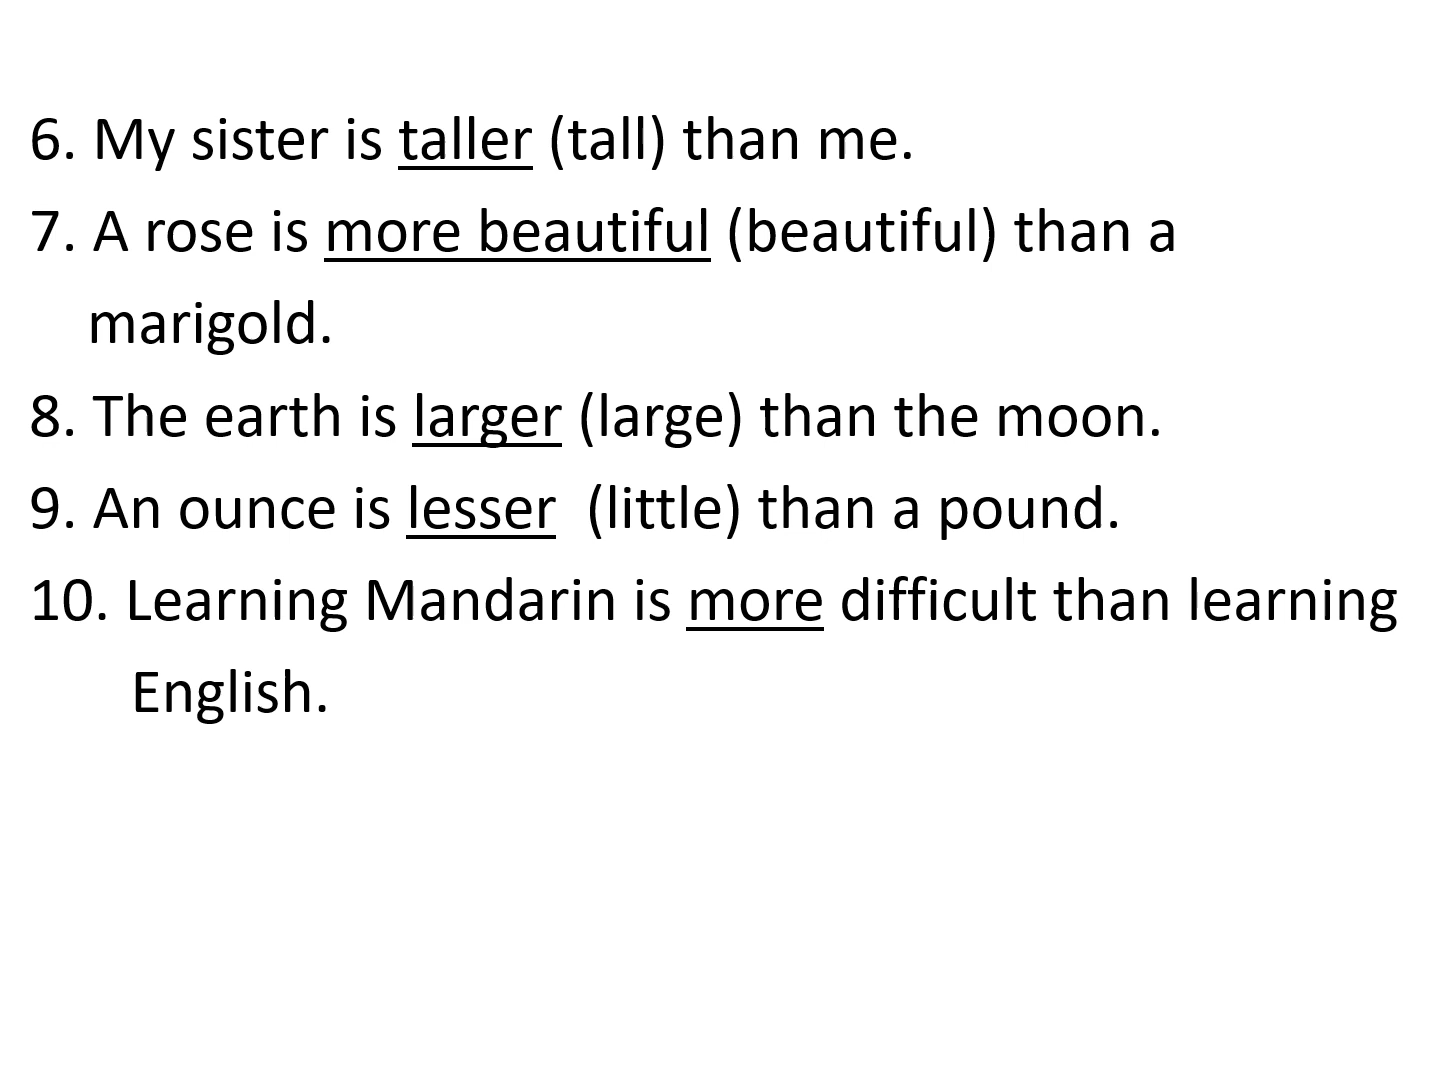 6. My sister is taller (tall) than me.
7. A rose is more beautiful (beautiful) than a
marigold.
8. The earth is larger (large) than the moon.
9. An ounce is lesser  (little) than a pound.
10. Learning Mandarin is more difficult than learning
English.